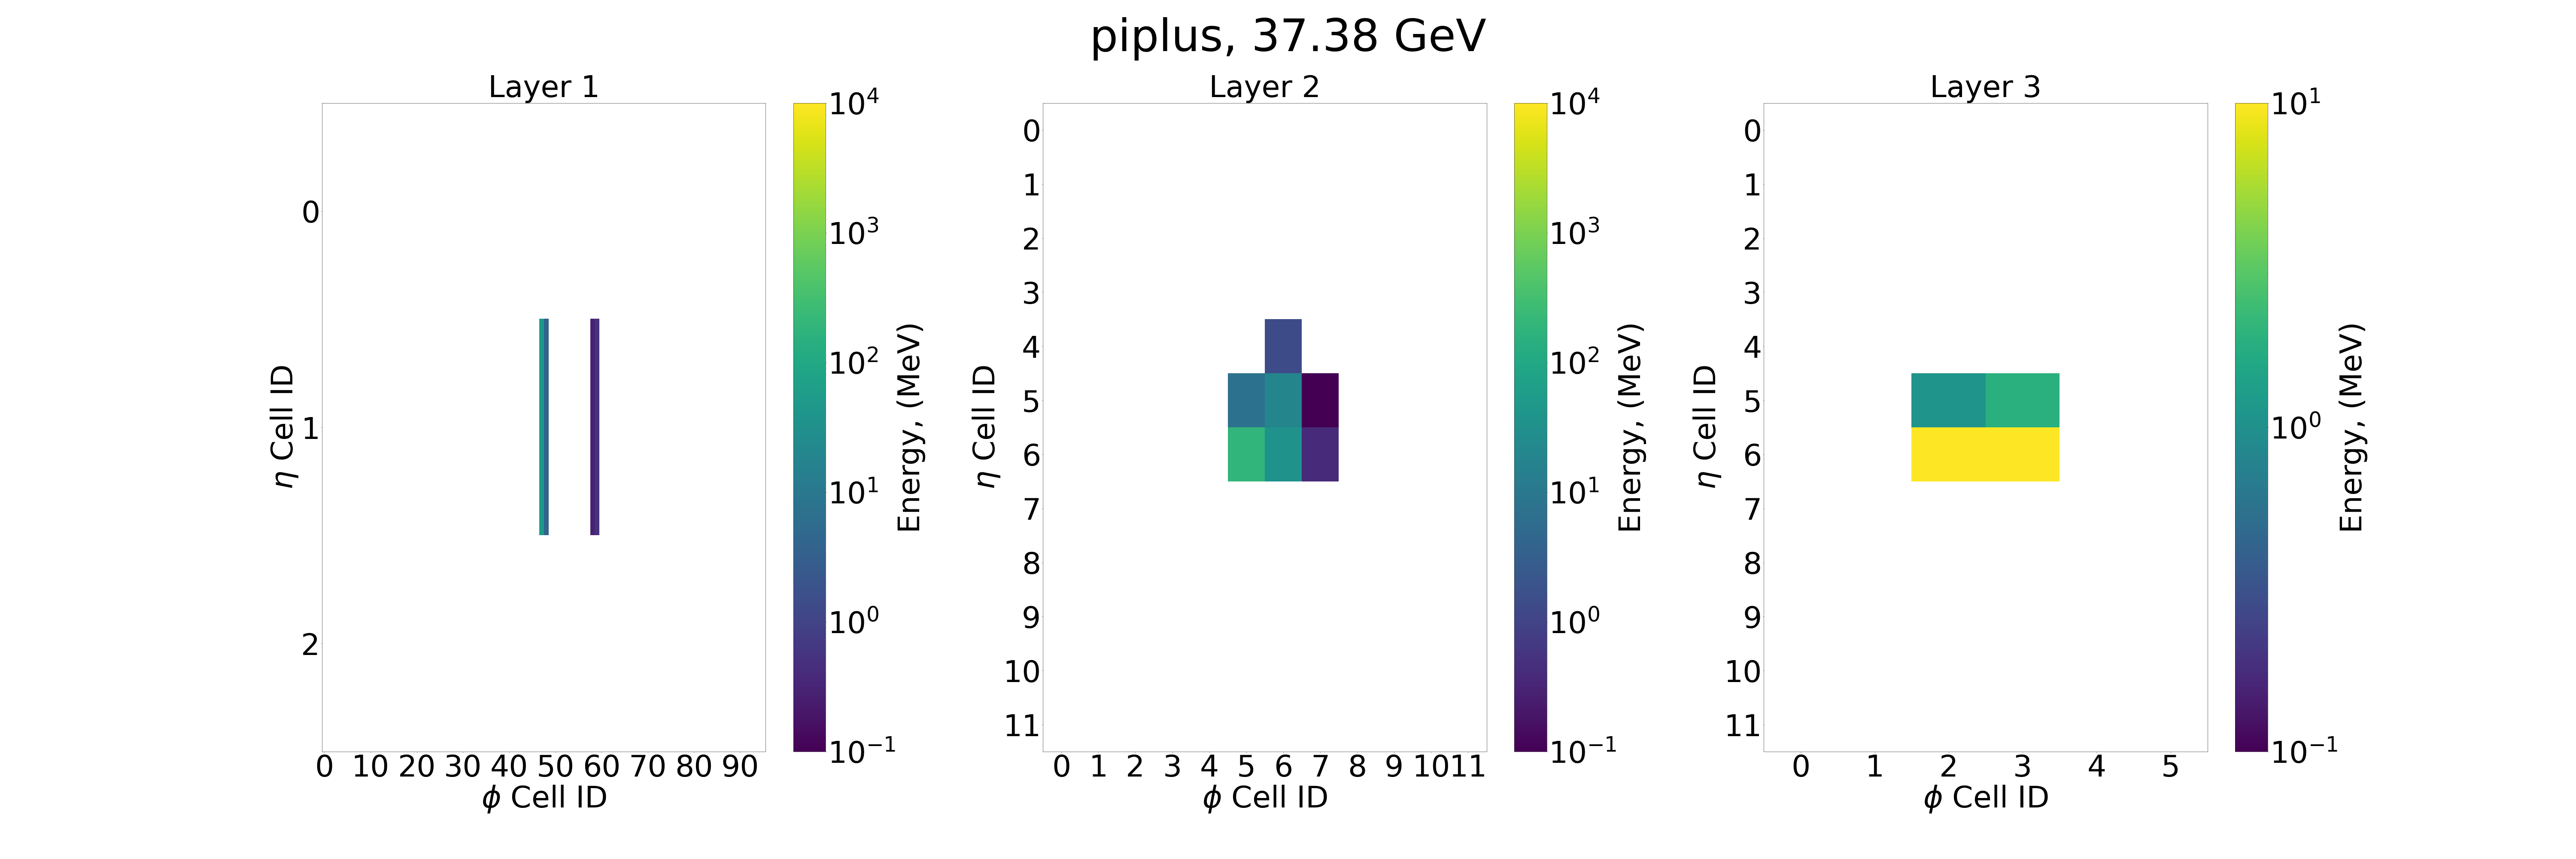 piplus, 37.38 GeV
Layer 1
0
1
2
η Cell ID
0 10 20 30 40 50 60 70 80 90
ϕ Cell ID
10⁴
10³
10²
10¹
10⁰
10⁻¹
Energy, (MeV)
Layer 2
0
1
2
3
4
5
6
7
8
9
10
11
η Cell ID
0 1 2 3 4 5 6 7 8 9 10 11
ϕ Cell ID
10⁴
10³
10²
10¹
10⁰
10⁻¹
Energy, (MeV)
Layer 3
0
1
2
3
4
5
6
7
8
9
10
11
η Cell ID
0 1 2 3 4 5
ϕ Cell ID
10¹
10⁰
10⁻¹
Energy, (MeV)